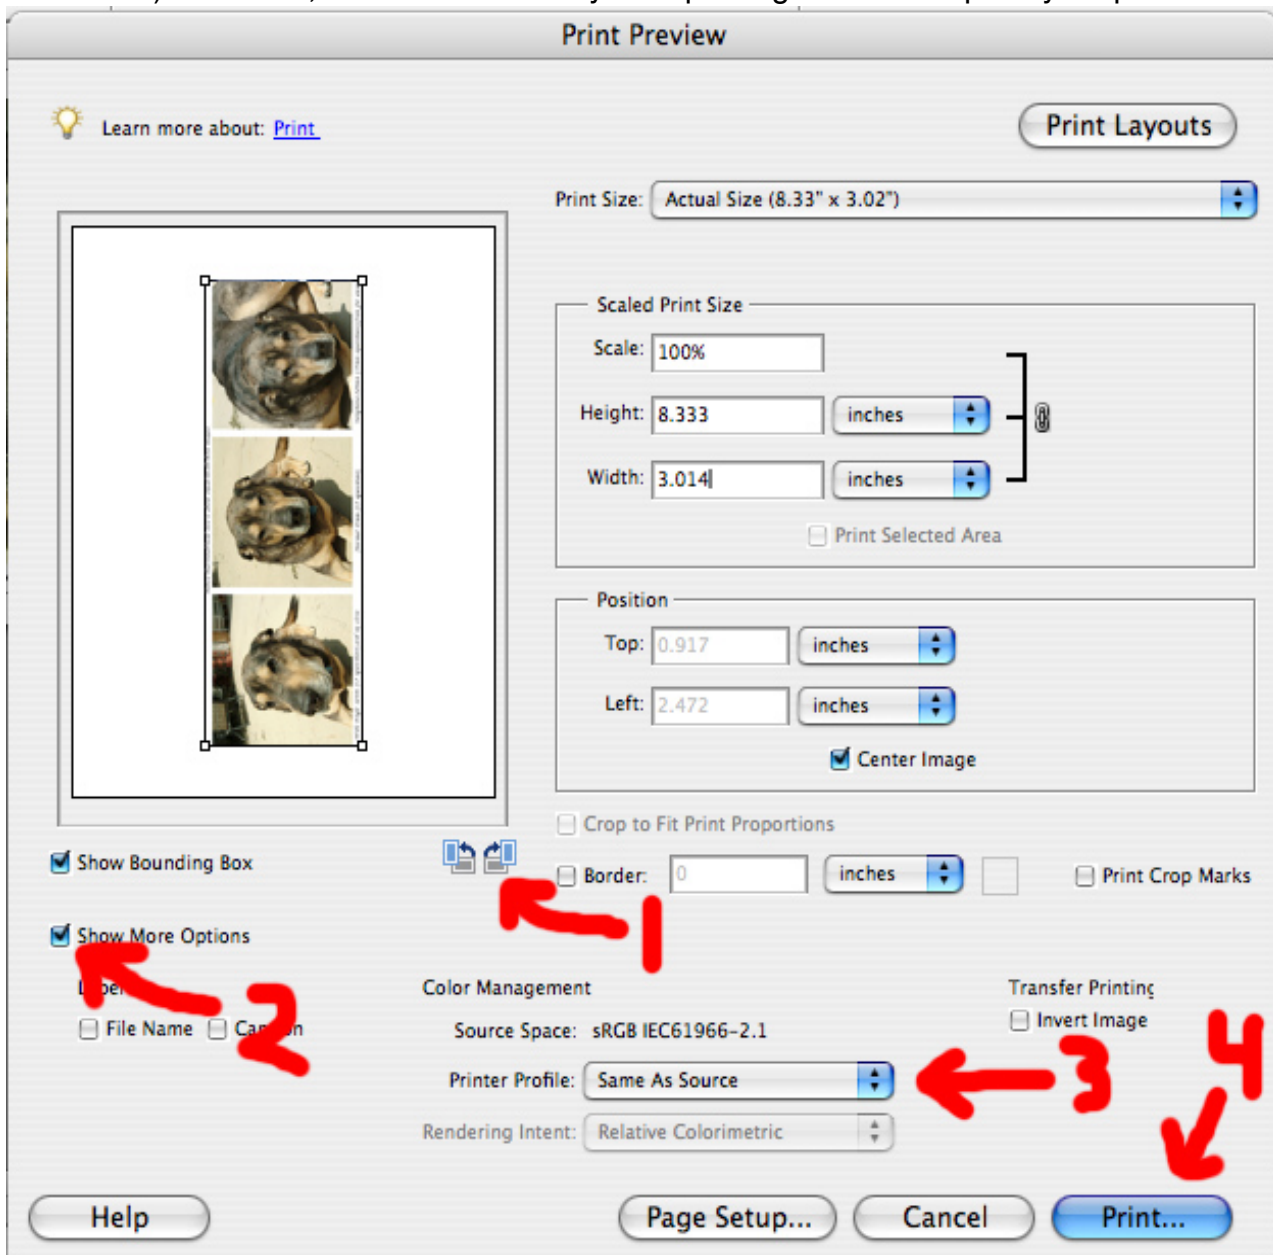 Print Preview
Learn more about: Print
Print Layouts
Print Size: Actual Size (8.33" x 3.02")
Scaled Print Size
Scale: 100%
Height: 8.333 inches
Width: 3.014 inches
Print Selected Area
Position
Top: 0.917 inches
Left: 2.472 inches
Center Image
Crop to Fit Print Proportions
Show Bounding Box
Border: 0 inches Print Crop Marks
1
Show More Options
2
Color Management
Transfer Printing
File Name
Source Space: sRGB IEC61966-2.1
Invert Image
3
4
Printer Profile: Same As Source
Rendering Intent: Relative Colorimetric
Help Page Setup... Cancel Print...